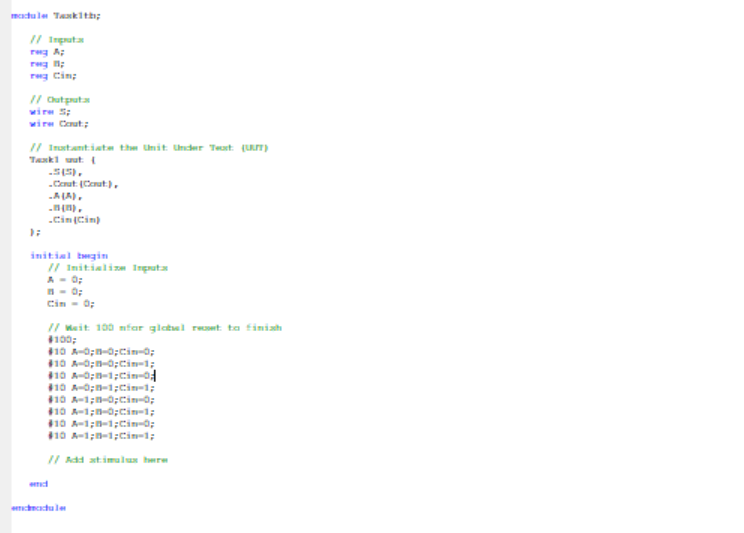 module Task1tb;
// Inputs
reg A;
reg B;
reg Cin;
// Outputs
wire S;
wire Cout;
// Instantiate the Unit Under Test (UUT)
Task1 uut (
.S(S),
.Cout(Cout),
.A(A),
.B(B),
.Cin(Cin)
);
initial begin
// Initialize Inputs
A = 0;
B = 0;
Cin = 0;
// Wait 100 nfor global reset to finish
#100;
#10 A=0;B=0;Cin=0;
#10 A=0;B=0;Cin=1;
#10 A=0;B=1;Cin=0;
#10 A=0;B=1;Cin=1;
#10 A=1;B=0;Cin=0;
#10 A=1;B=0;Cin=1;
#10 A=1;B=1;Cin=0;
#10 A=1;B=1;Cin=1;
// Add stimulus here
end
endmodule